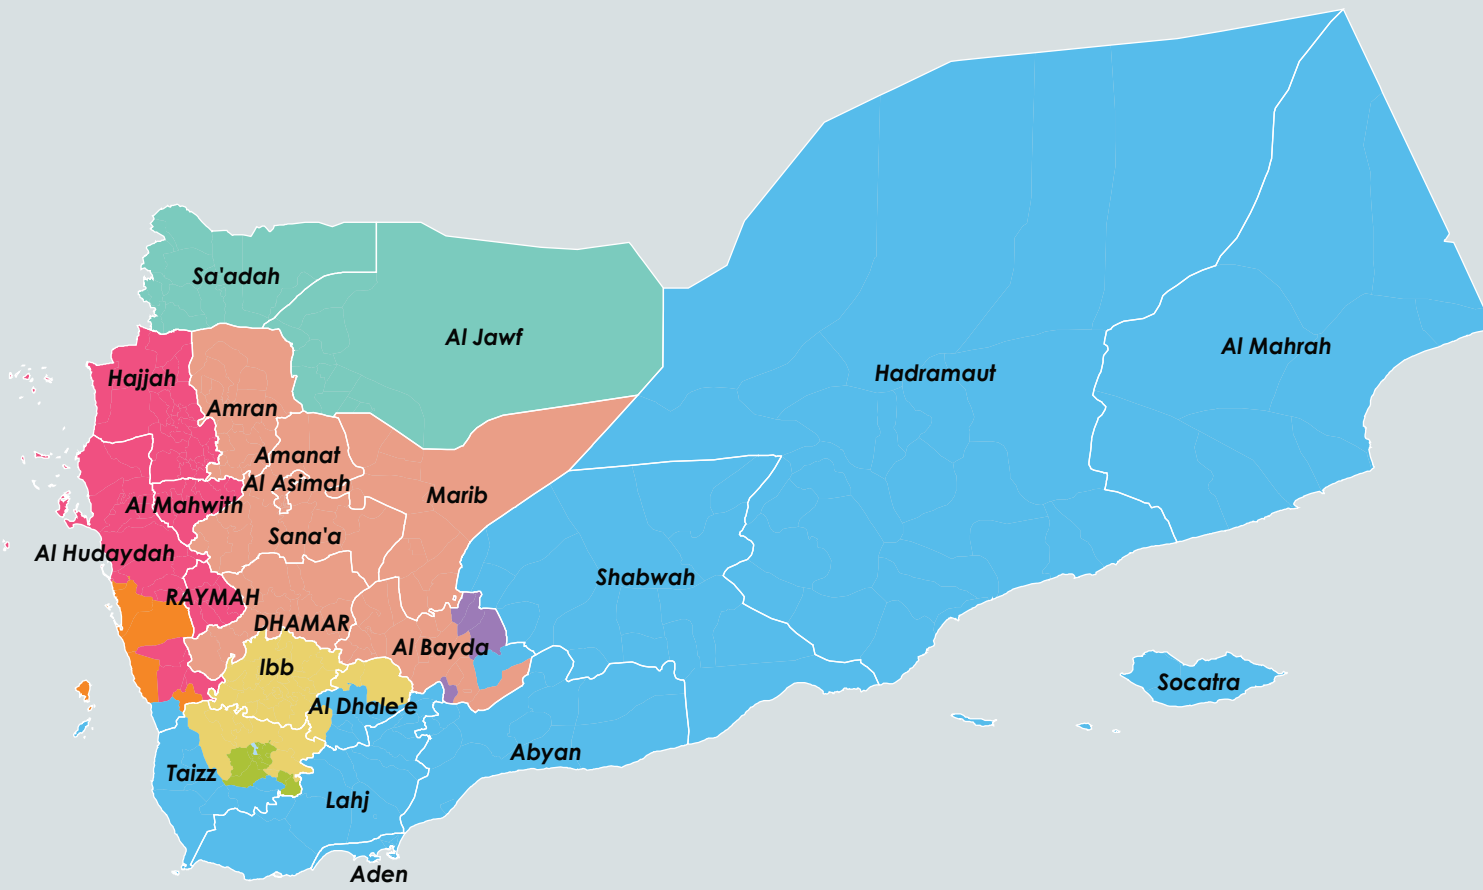 Sa'adah
Al Jawf
Al Mahrah
Hadramaut
Hajjah
Amran
Amanat
Al Asimah
Marib
Al Mahwith
Sana'a
Al Hudaydah
Shabwah
RAYMAH
DHAMAR
Al Bayda
Ibb
Socatra
Al Dhale'e
Abyan
Taizz
Lahj
Aden